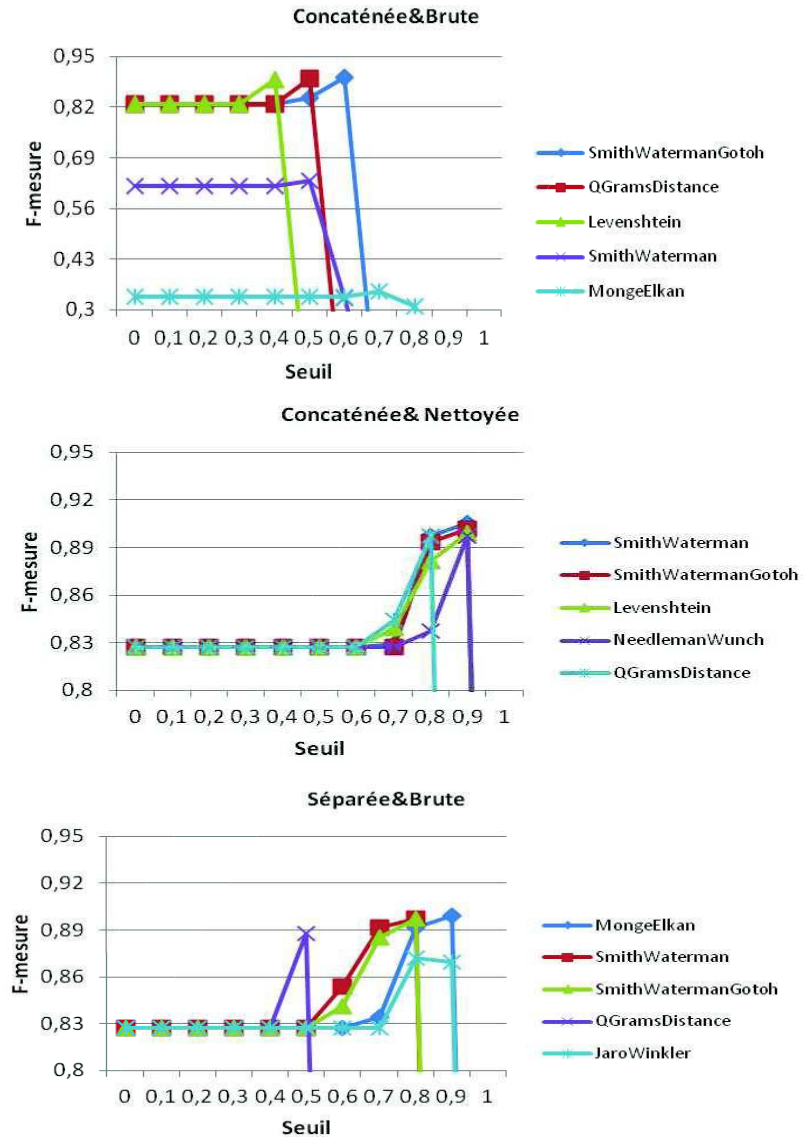 Concaténée&Brute
0,95
0,82
0,69
0,56
0,43
0,3
F-mesure
0 0,1 0,2 0,3 0,4 0,5 0,6 0,7 0,8 0,9 1
Seuil
SmithWatermanGotoh
QGramsDistance
Levenshtein
SmithWaterman
MongeElkan
Concaténée& Nettoyée
0,95
0,92
0,89
0,86
0,83
0,8
F-mesure
0 0,1 0,2 0,3 0,4 0,5 0,6 0,7 0,8 0,9 1
Seuil
SmithWaterman
SmithWatermanGotoh
Levenshtein
NeedlemanWunch
QGramsDistance
Séparée&Brute
0,95
0,92
0,89
0,86
0,83
0,8
F-mesure
0 0,1 0,2 0,3 0,4 0,5 0,6 0,7 0,8 0,9 1
Seuil
MongeElkan
SmithWaterman
SmithWatermanGotoh
QGramsDistance
JaroWinkler